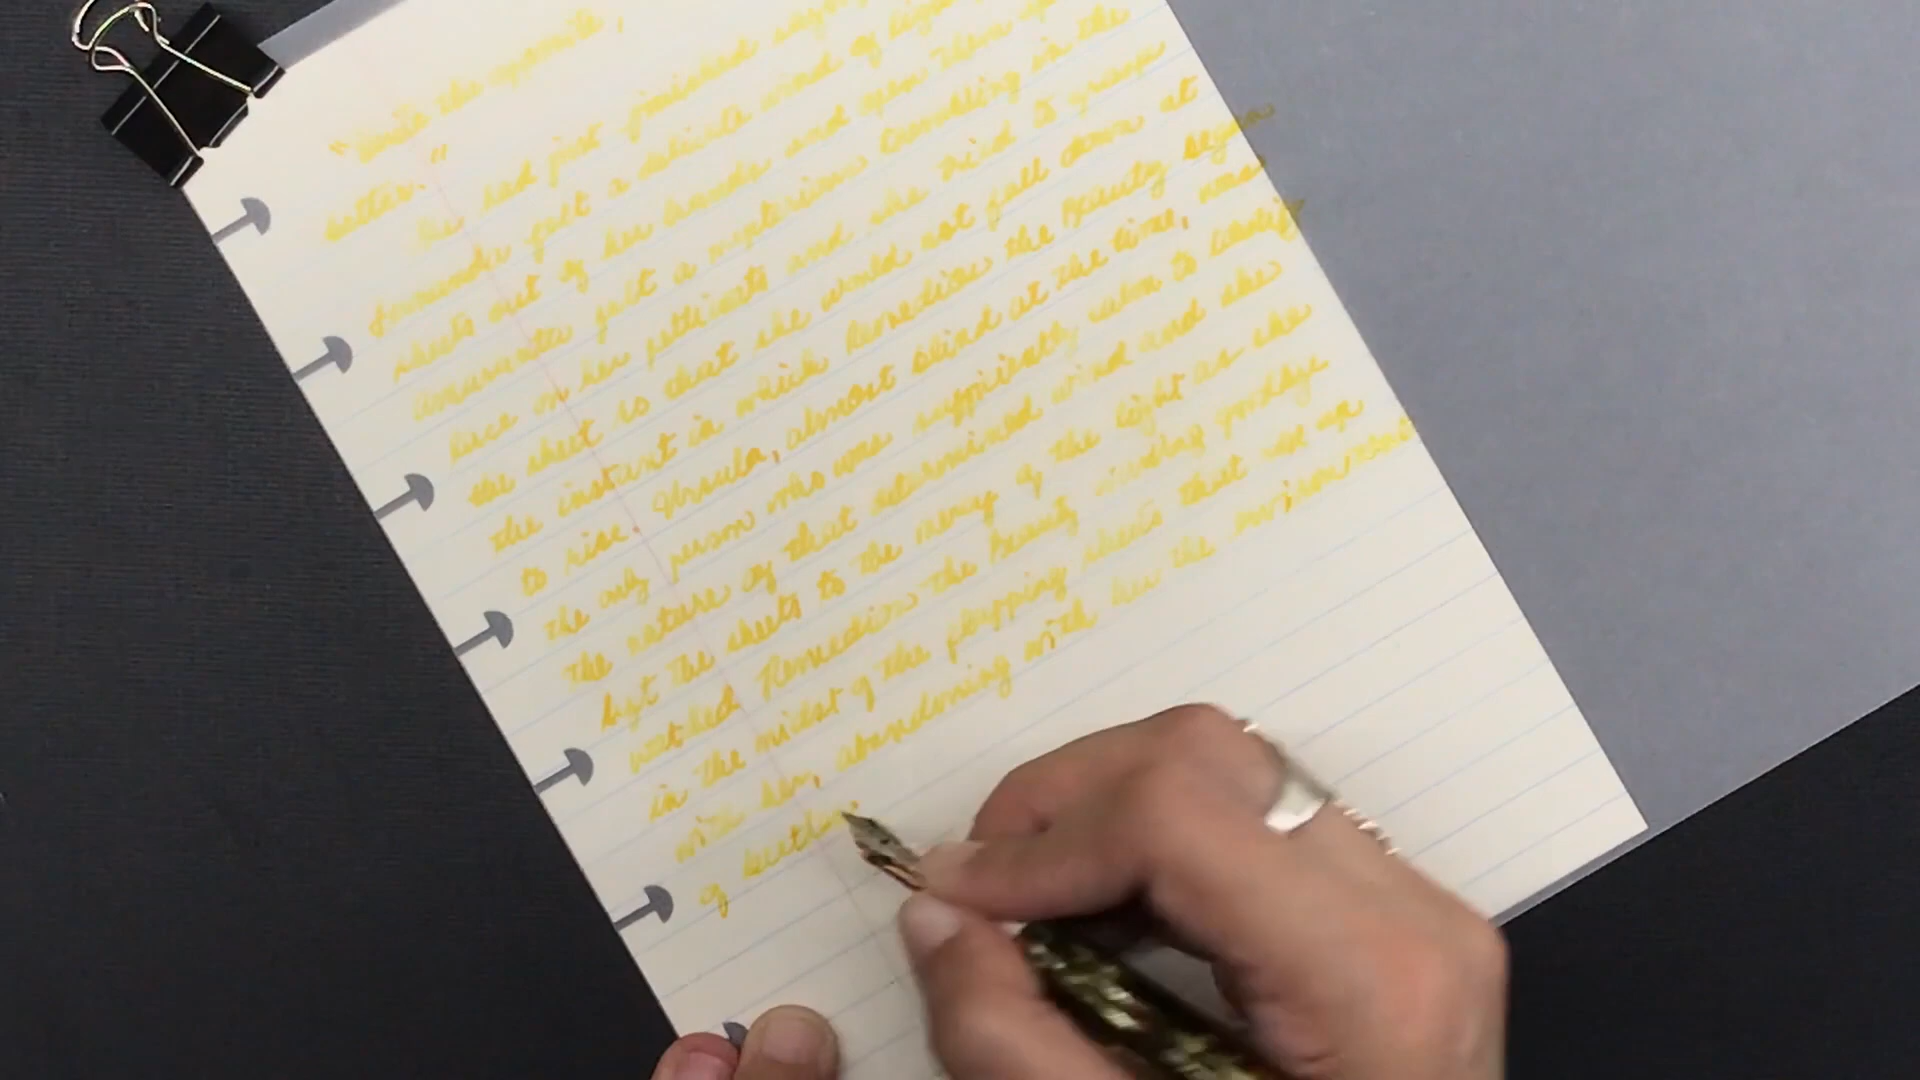 "Quite the opposite,"
better."
She had just finished saying
Fernanda felt a delicate wind of light
sheets out of her hands and open them
Amaranta felt a mysterious trembling in the
lace on her petticoats and she tried to grasp
the sheet so that she would not fall down at
the instant in which Remedios the Beauty began
to rise. Ursula, almost blind at the time, was
the only person who was sufficiently calm to identify
the nature of that determined wind and she
left the sheets to the mercy of the light as she
watched Remedios the Beauty waving goodbye
in the midst of the flapping sheets that rose up
with her, abandoning with her the environment
of beetles